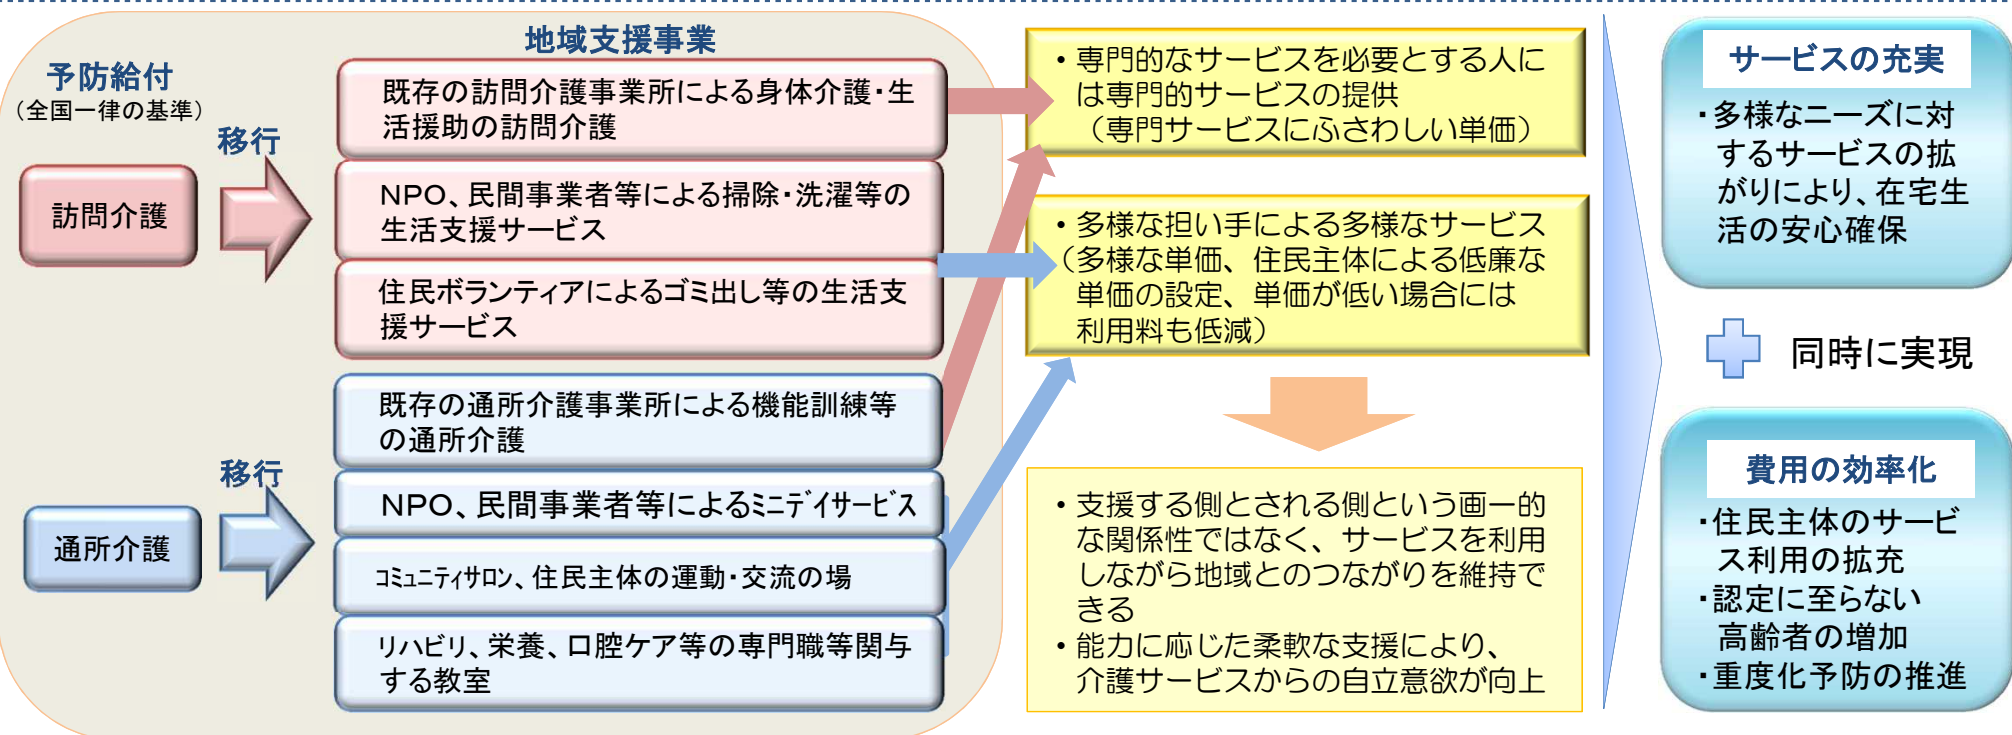 予防給付
(全国一律の基準)
移行
訪問介護
移行
通所介護
地域支援事業
既存の訪問介護事業所による身体介護・生
活援助の訪問介護
NPO、民間事業者等による掃除・洗濯等の
生活支援サービス
住民ボランティアによるゴミ出し等の生活支
援サービス
既存の通所介護事業所による機能訓練等
の通所介護
NPO、民間事業者等によるミニデイサービス
コミュニティサロン、住民主体の運動・交流の場
リハビリ、栄養、口腔ケア等の専門職等関与
する教室
・専門的なサービスを必要とする人に
は専門的サービスの提供
(専門サービスにふさわしい単価)
・多様な担い手による多様なサービス
(多様な単価、住民主体による低廉な
単価の設定、単価が低い場合には
利用料も低減)
・支援する側とされる側という画一的
な関係性ではなく、サービスを利用
しながら地域とのつながりを維持で
きる
・能力に応じた柔軟な支援により、
介護サービスからの自立意欲が向上
サービスの充実
・多様なニーズに対
するサービスの拡
がりにより、在宅生
活の安心確保
同時に実現
費用の効率化
・住民主体のサービ
ス利用の拡充
・認定に至らない
高齢者の増加
・重度化予防の推進